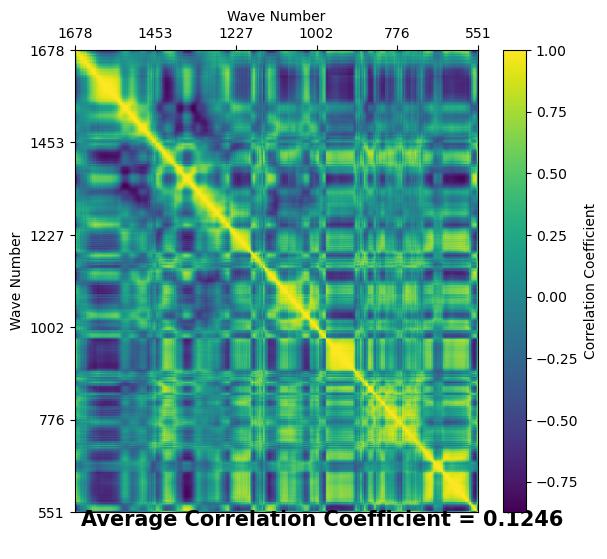 Wave Number
1678 1453 1227 1002 776 551
1678
1453
1227
1002
776
551
Wave Number
1.00
0.75
0.50
0.25
0.00
−0.25
−0.50
−0.75
Correlation Coefficient
Average Correlation Coefficient = 0.1246